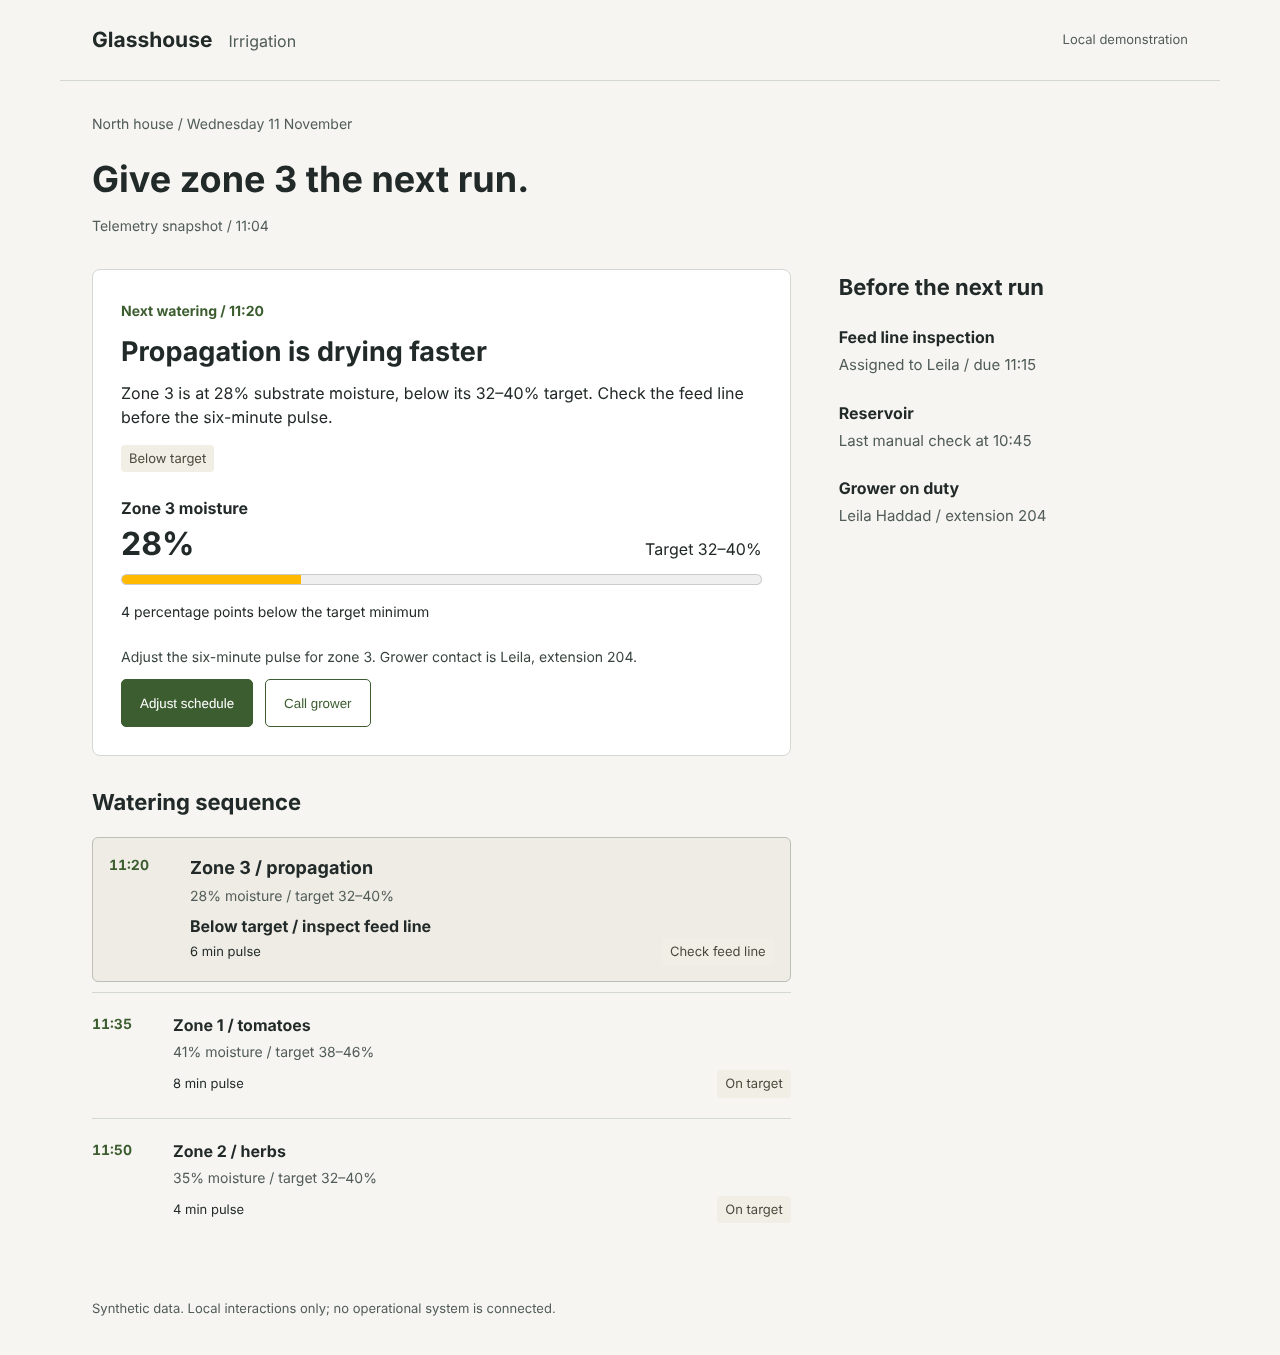 Glasshouse Irrigation
Local demonstration
North house / Wednesday 11 November
Give zone 3 the next run.
Telemetry snapshot / 11:04
Next watering / 11:20
Propagation is drying faster
Zone 3 is at 28% substrate moisture, below its 32–40% target. Check the feed line
before the six-minute pulse.
Below target
Zone 3 moisture
28%
Target 32–40%
4 percentage points below the target minimum
Adjust the six-minute pulse for zone 3. Grower contact is Leila, extension 204.
Adjust schedule
Call grower
Before the next run
Feed line inspection
Assigned to Leila / due 11:15
Reservoir
Last manual check at 10:45
Grower on duty
Leila Haddad / extension 204
Watering sequence
11:20
Zone 3 / propagation
28% moisture / target 32–40%
Below target / inspect feed line
6 min pulse
Check feed line
11:35
Zone 1 / tomatoes
41% moisture / target 38–46%
8 min pulse
On target
11:50
Zone 2 / herbs
35% moisture / target 32–40%
4 min pulse
On target
Synthetic data. Local interactions only; no operational system is connected.